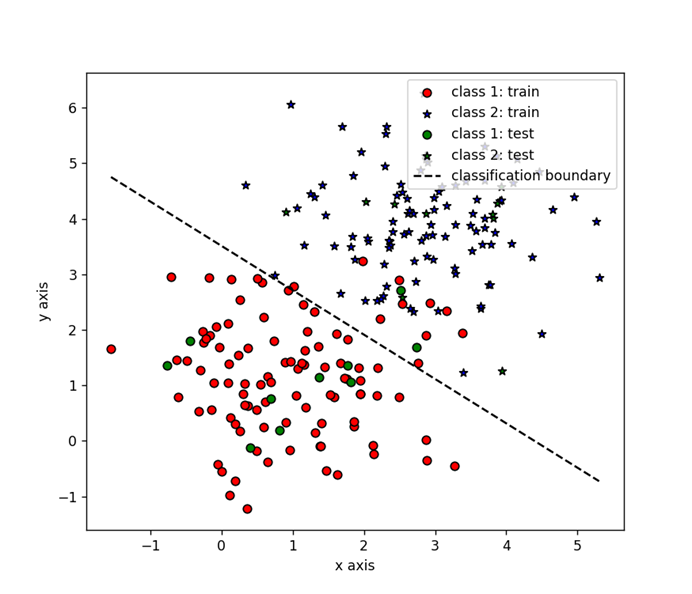 class 1: train
class 2: train
class 1: test
class 2: test
classification boundary
6
5
4
3
2
1
0
−1
y axis
−1 0 1 2 3 4 5
x axis